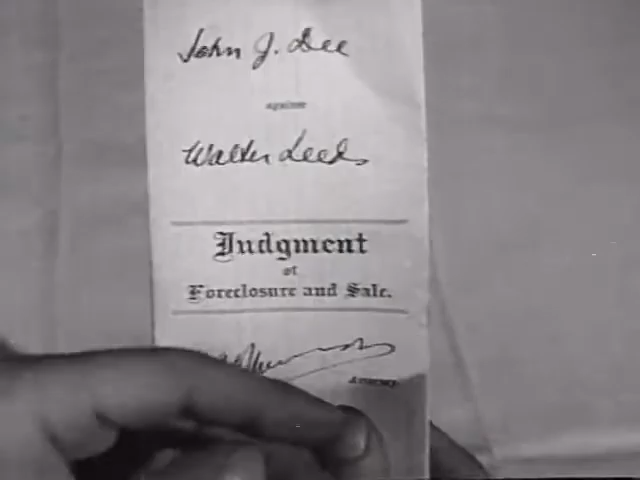 John J. Dee
against
Walter Leeds
Judgment
of
Foreclosure and Sale.